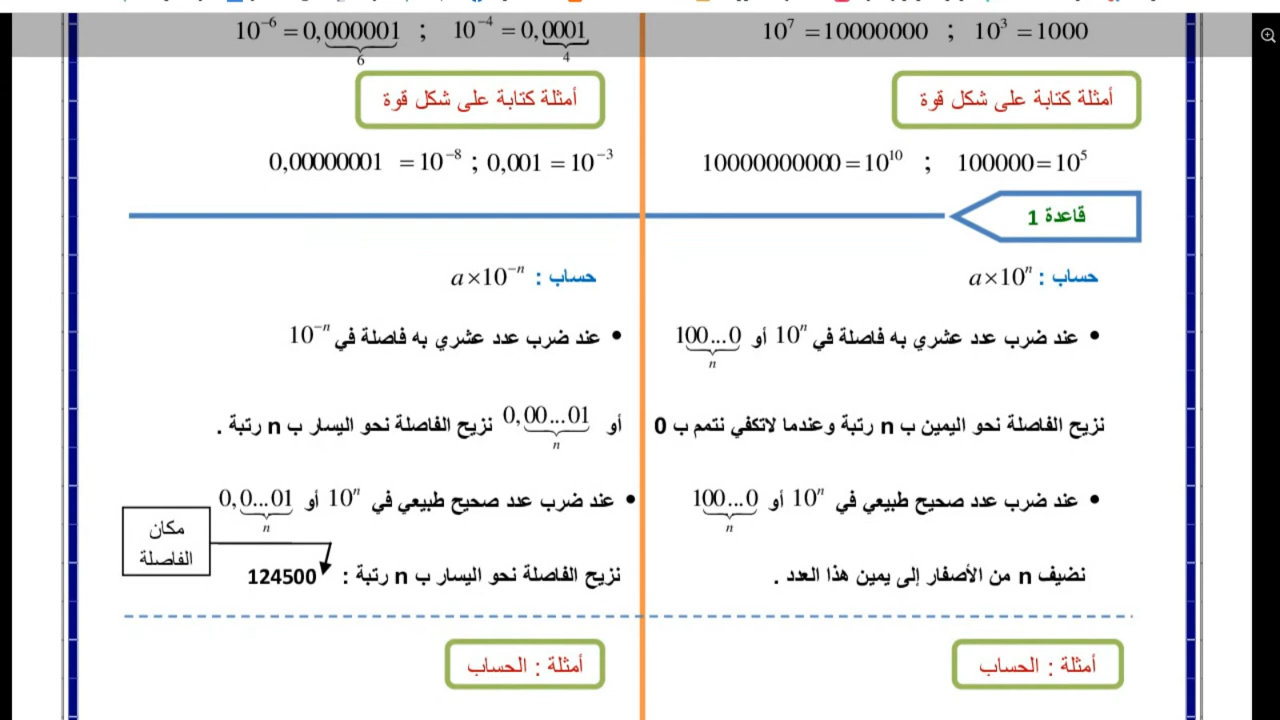 10⁷ = 10000000 ; 10³ = 1000
أمثلة كتابة على شكل قوة
10000000000 = 10¹⁰ ; 100000 = 10⁵
10⁻⁶ = 0,000001 ; 10⁻⁴ = 0,0001
6 4
أمثلة كتابة على شكل قوة
0,00000001 = 10⁻⁸ ; 0,001 = 10⁻³
قاعدة 1
حساب : a×10ⁿ
• عند ضرب عدد عشري به فاصلة في 10ⁿ أو 100...0
n
نزيح الفاصلة نحو اليمين ب n رتبة وعندما لاتكفي نتمم ب 0
• عند ضرب عدد صحيح طبيعي في 10ⁿ أو 100...0
n
نضيف n من الأصفار إلى يمين هذا العدد .
أمثلة : الحساب
حساب : a×10⁻ⁿ
• عند ضرب عدد عشري به فاصلة في 10⁻ⁿ
أو 0,00...01 نزيح الفاصلة نحو اليسار ب n رتبة .
n
• عند ضرب عدد صحيح طبيعي في 10ⁿ أو 0,0...01
n
نزيح الفاصلة نحو اليسار ب n رتبة : 124500
مكان
الفاصلة
أمثلة : الحساب